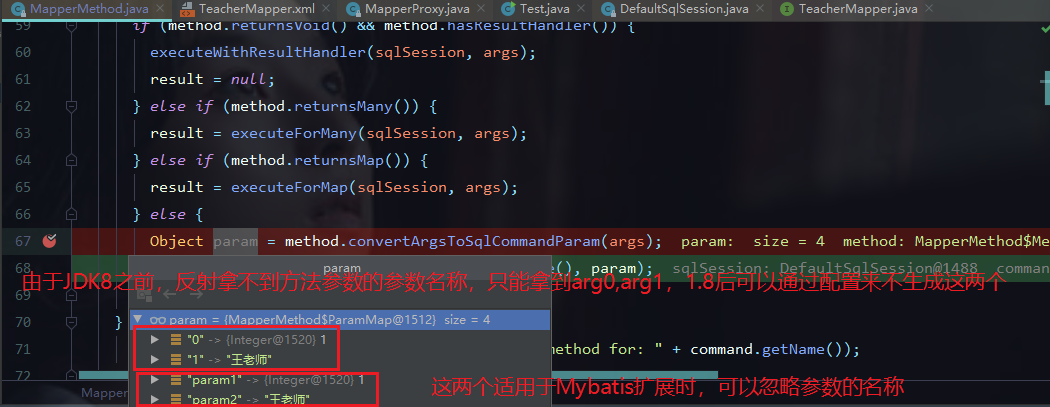 MapperMethod.java × TeacherMapper.xml × MapperProxy.java × Test.java × DefaultSqlSession.java × TeacherMapper.java ×
59 if (method.returnsVoid() && method.hasResultHandler()) {
60 executeWithResultHandler(sqlSession, args);
61 result = null;
62 } else if (method.returnsMany()) {
63 result = executeForMany(sqlSession, args);
64 } else if (method.returnsMap()) {
65 result = executeForMap(sqlSession, args);
66 } else {
67 Object param = method.convertArgsToSqlCommandParam(args); param: size = 4 method: MapperMethod$Me
68 param (), param); sqlSession: DefaultSqlSession@1488 comman
由于JDK8之前，反射拿不到方法参数的参数名称，只能拿到arg0,arg1，1.8后可以通过配置来不生成这两个
69
70 } param = {MapperMethod$ParamMap@1512} size = 4
"0" -> {Integer@1520} 1
71 "1" -> "王老师" method for: " + command.getName());
72 "param1" -> {Integer@1520} 1
这两个适用于Mybatis扩展时，可以忽略参数的名称
Mapper "param2" -> "王老师"